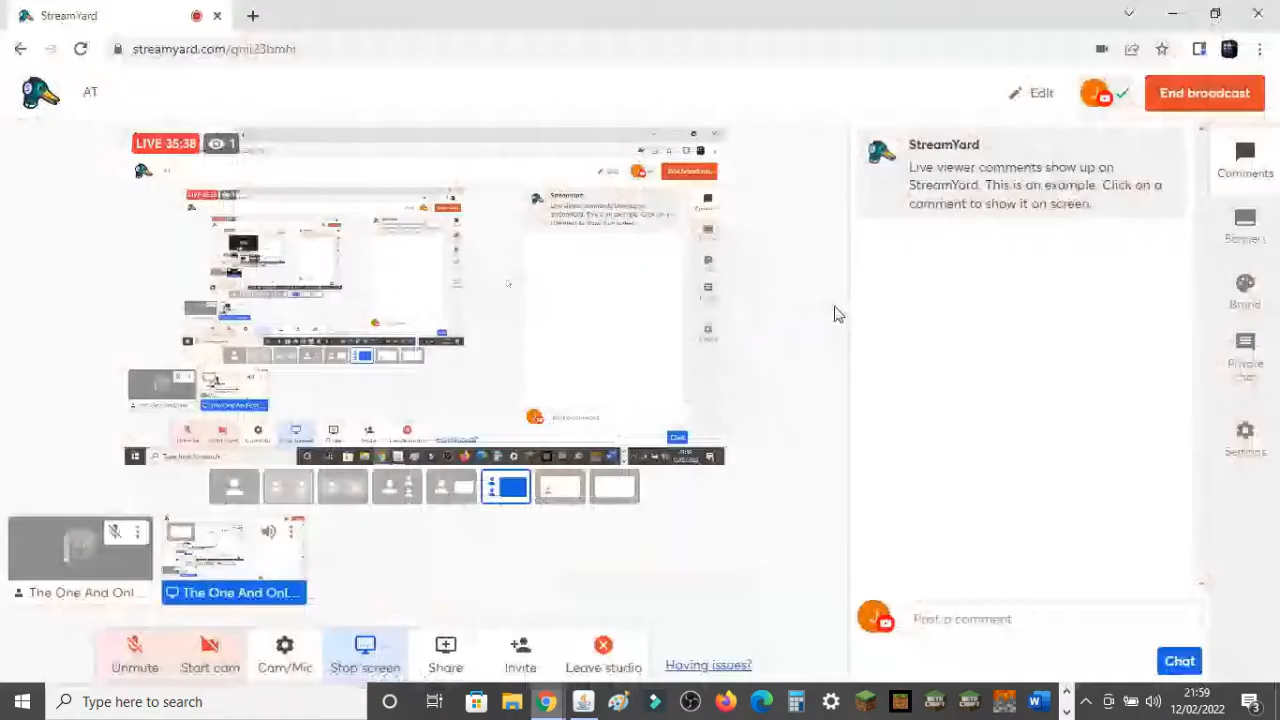 StreamYard
streamyard.com/
AT
Edit
End broadcast
LIVE 35:38
1
StreamYard
Live viewer comments show up on
StreamYard. This is an example. Click on a
comment to show it on screen.
Comments
Banners
Brand
Private
chat
Settings
The One And Onl...
The One And Onl...
Post a comment
Chat
Unmute
Start cam
Cam/Mic
Stop screen
Share
Invite
Leave studio
Having issues?
Type here to search
21:59
12/02/2022
3